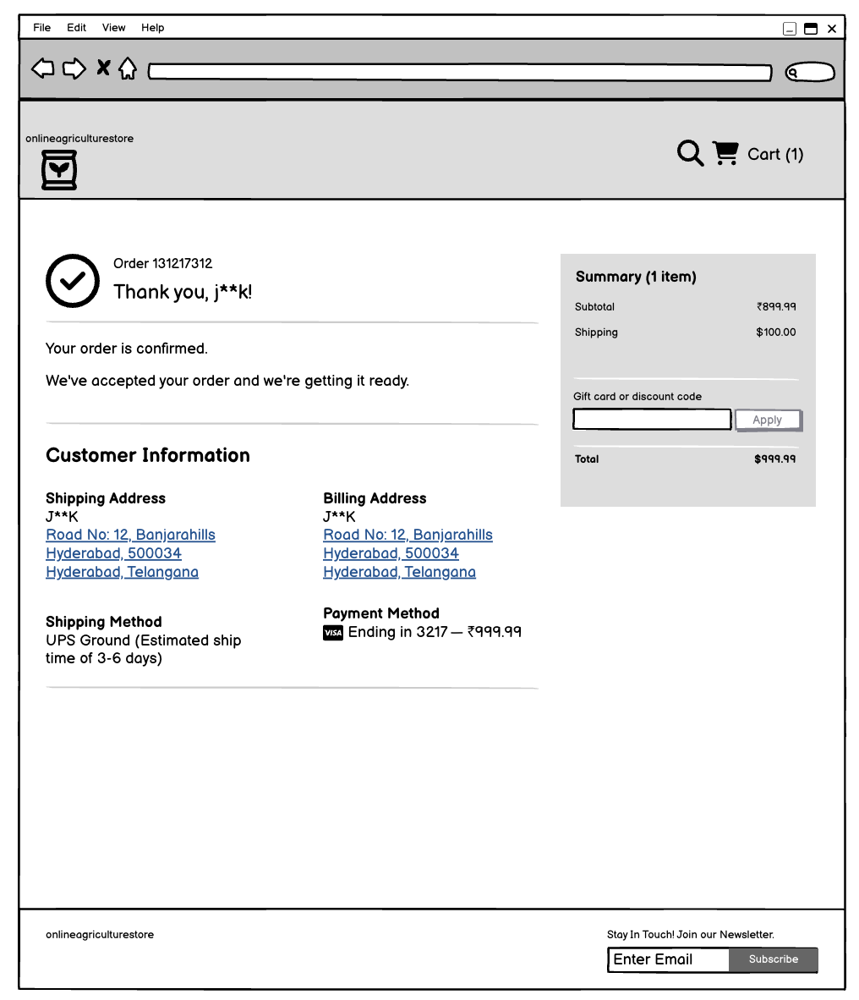 File Edit View Help
onlineagriculturestore
Cart (1)
Order 131217312
Thank you, j**k!
Your order is confirmed.
We've accepted your order and we're getting it ready.
Summary (1 item)
Subtotal ₹899.99
Shipping $100.00
Gift card or discount code
Apply
Total $999.99
Customer Information
Shipping Address
J**K
Road No: 12, Banjarahills
Hyderabad, 500034
Hyderabad, Telangana
Billing Address
J**K
Road No: 12, Banjarahills
Hyderabad, 500034
Hyderabad, Telangana
Shipping Method
UPS Ground (Estimated ship
time of 3-6 days)
Payment Method
VISA Ending in 3217 — ₹999.99
onlineagriculturestore
Stay In Touch! Join our Newsletter.
Enter Email Subscribe